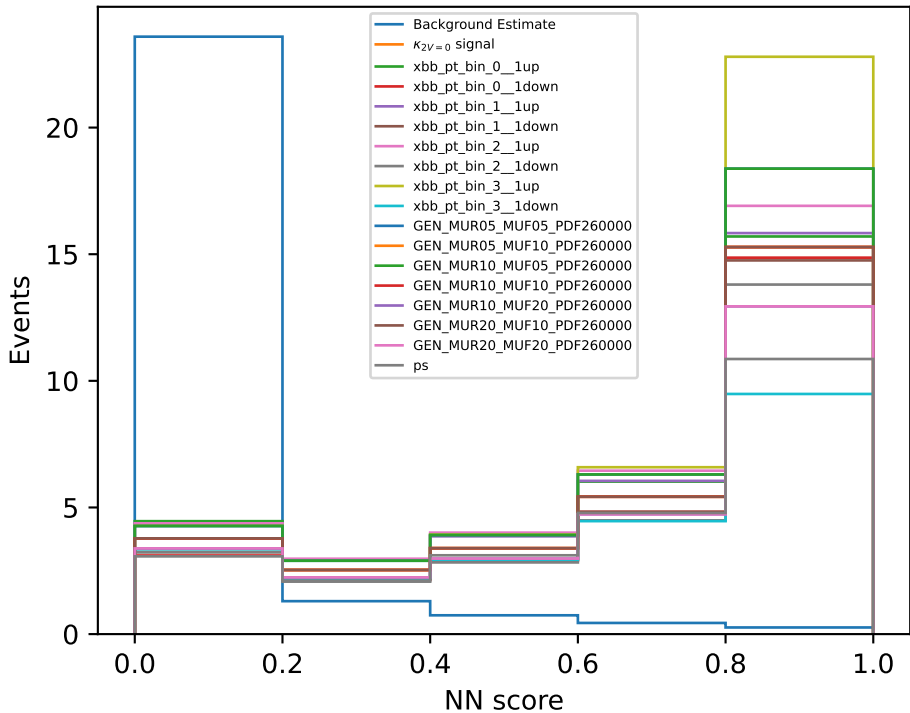 Background Estimate
κ2V=0 signal
xbb_pt_bin_0__1up
xbb_pt_bin_0__1down
xbb_pt_bin_1__1up
xbb_pt_bin_1__1down
xbb_pt_bin_2__1up
xbb_pt_bin_2__1down
xbb_pt_bin_3__1up
xbb_pt_bin_3__1down
GEN_MUR05_MUF05_PDF260000
GEN_MUR05_MUF10_PDF260000
GEN_MUR10_MUF05_PDF260000
GEN_MUR10_MUF10_PDF260000
GEN_MUR10_MUF20_PDF260000
GEN_MUR20_MUF10_PDF260000
GEN_MUR20_MUF20_PDF260000
ps
Events
20
15
10
5
0
0.0 0.2 0.4 0.6 0.8 1.0
NN score